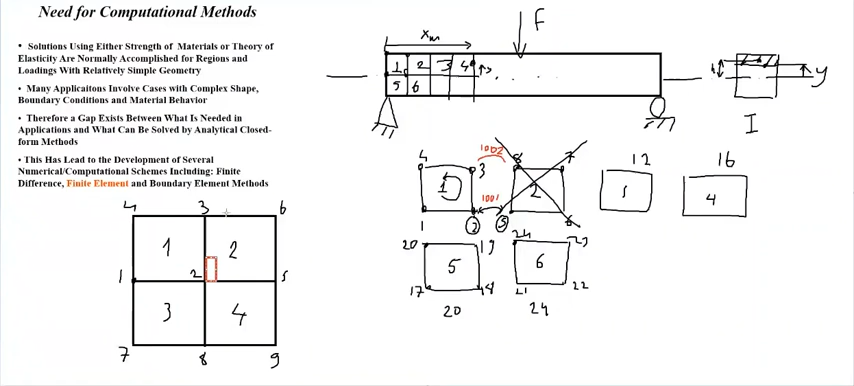 Need for Computational Methods
• Solutions Using Either Strength of Materials or Theory of
Elasticity Are Normally Accomplished for Regions and
Loadings With Relatively Simple Geometry
• Many Applicaitons Involve Cases with Complex Shape,
Boundary Conditions and Material Behavior
• Therefore a Gap Exists Between What Is Needed in
Applications and What Can Be Solved by Analytical Closed-
form Methods
• This Has Lead to the Development of Several
Numerical/Computational Schemes Including: Finite
Difference, Finite Element and Boundary Element Methods
4 3 6
1 2
1 2 5
3 4
7 8 9
F
Xm
1 2 3 4
5 6
y
I
4 1002 8 7 12 16
3
1 2 4
1001
1 2 5 6
20 19 24 23
5 6
17 18 21 22
20 24